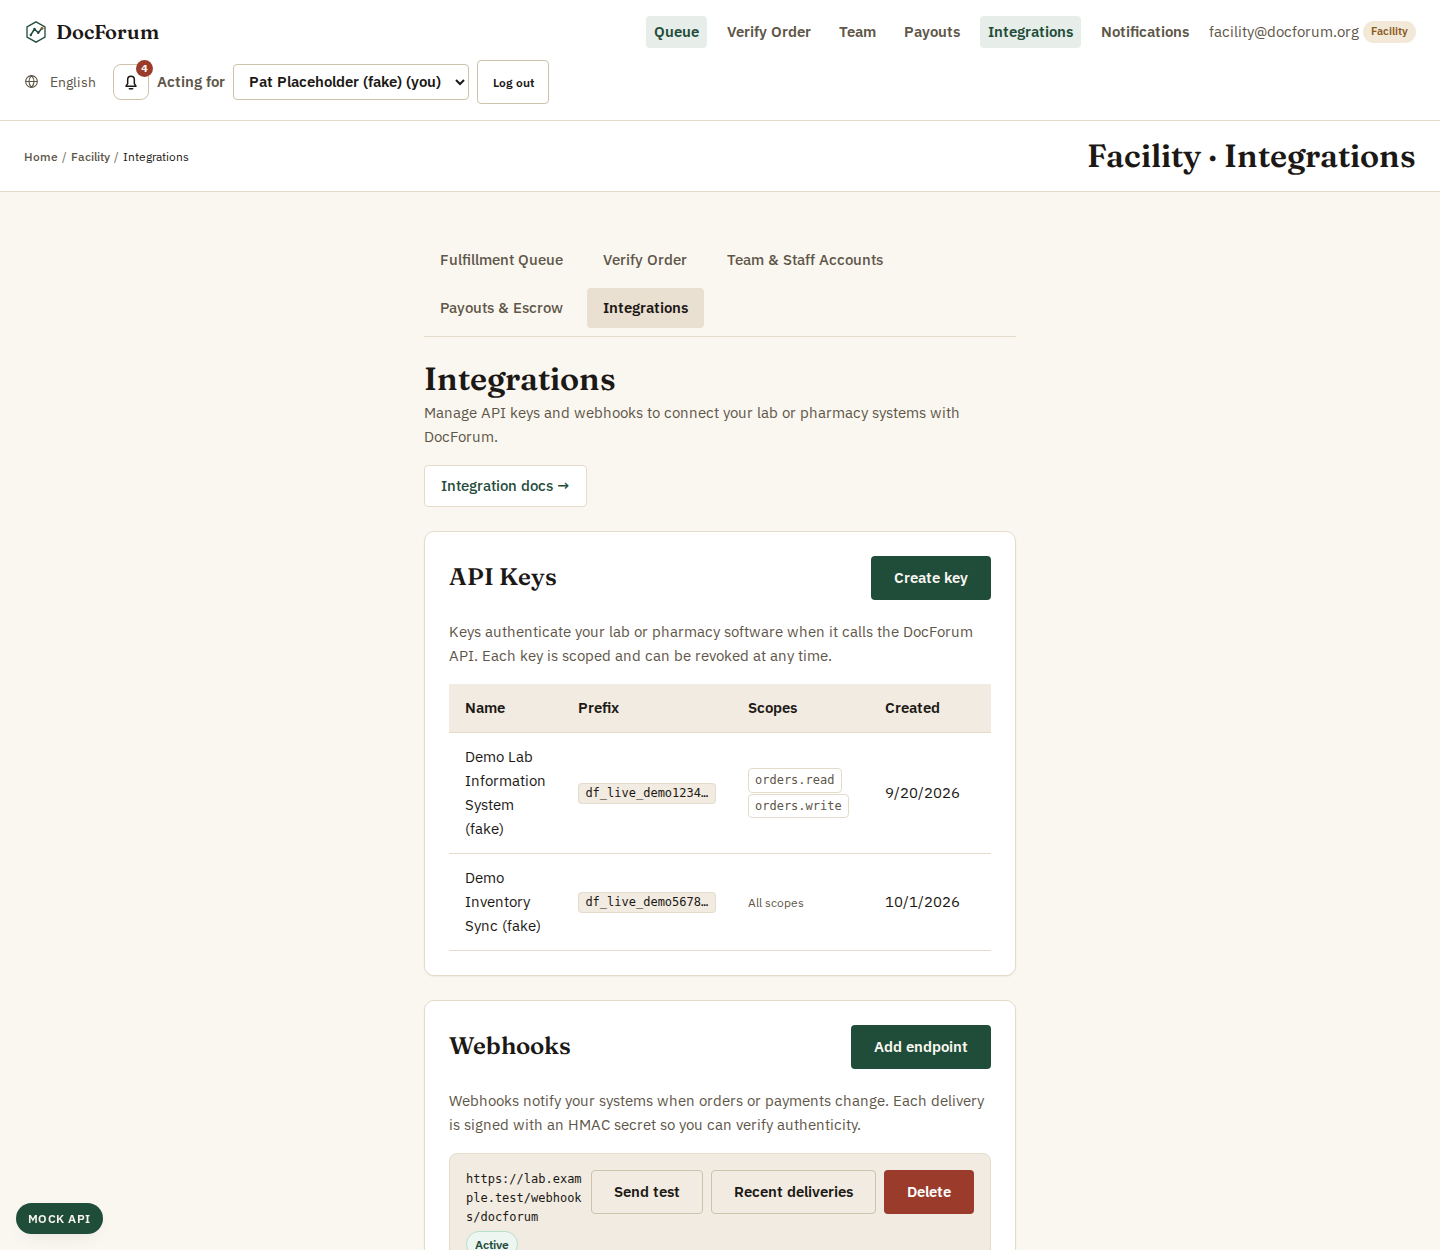 DocForum
Queue
Verify Order
Team
Payouts
Integrations
Notifications
facility@docforum.org
Facility
English
4
Acting for
Pat Placeholder (fake) (you)
Log out
Home / Facility / Integrations
Facility · Integrations
Fulfillment Queue
Verify Order
Team & Staff Accounts
Payouts & Escrow
Integrations
Integrations
Manage API keys and webhooks to connect your lab or pharmacy systems with
DocForum.
Integration docs →
API Keys
Create key
Keys authenticate your lab or pharmacy software when it calls the DocForum
API. Each key is scoped and can be revoked at any time.
Name
Prefix
Scopes
Created
Demo Lab
Information
System
(fake)
df_live_demo1234…
orders.read
orders.write
9/20/2026
Demo
Inventory
Sync (fake)
df_live_demo5678…
All scopes
10/1/2026
Webhooks
Add endpoint
Webhooks notify your systems when orders or payments change. Each delivery
is signed with an HMAC secret so you can verify authenticity.
https://lab.exam
ple.test/webhook
s/docforum
Send test
Recent deliveries
Delete
Active
MOCK API